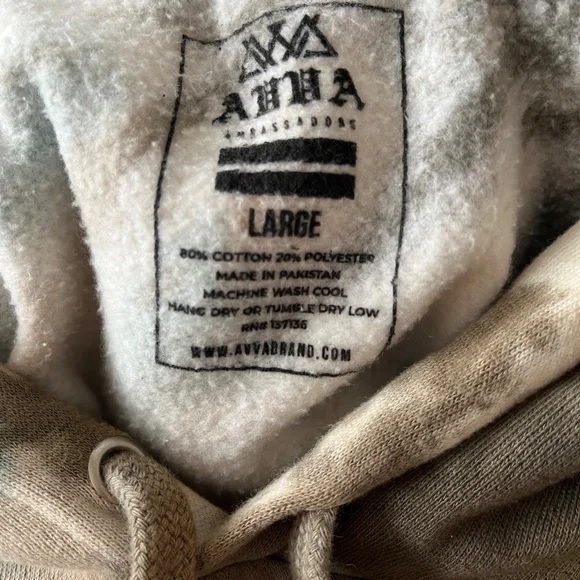 AVVA
AMBASSADORS
LARGE
80% COTTON 20% POLYESTER
MADE IN PAKISTAN
MACHINE WASH COOL
HANG DRY OR TUMBLE DRY LOW
RN# 137136
WWW.AVVABRAND.COM